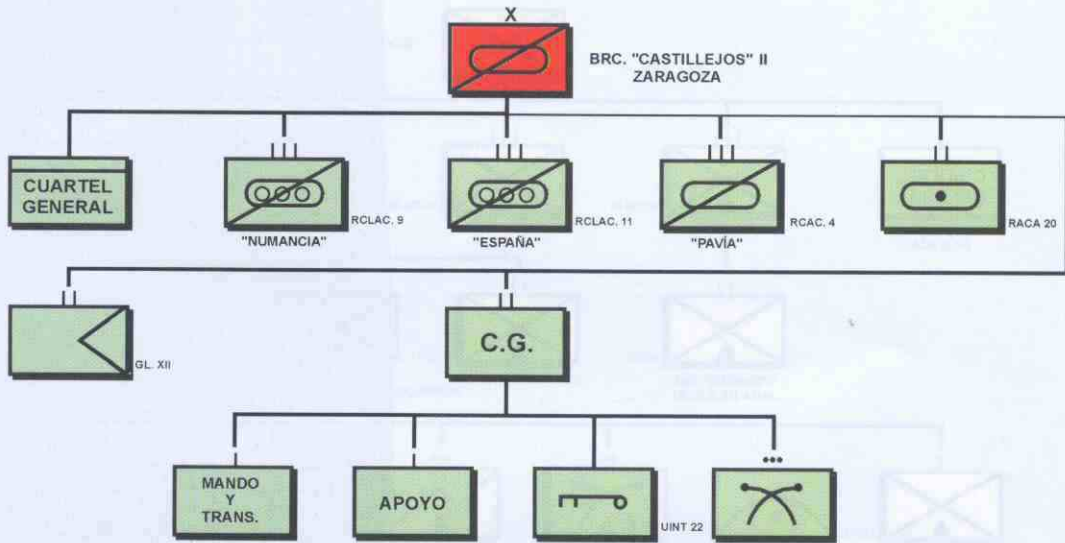 X
BRC. "CASTILLEJOS" II
ZARAGOZA
CUARTEL
GENERAL
RCLAC. 9
"NUMANCIA"
RCLAC. 11
"ESPAÑA"
RCAC. 4
"PAVÍA"
RACA 20
GL. XII
C.G.
MANDO
Y
TRANS.
APOYO
UINT 22